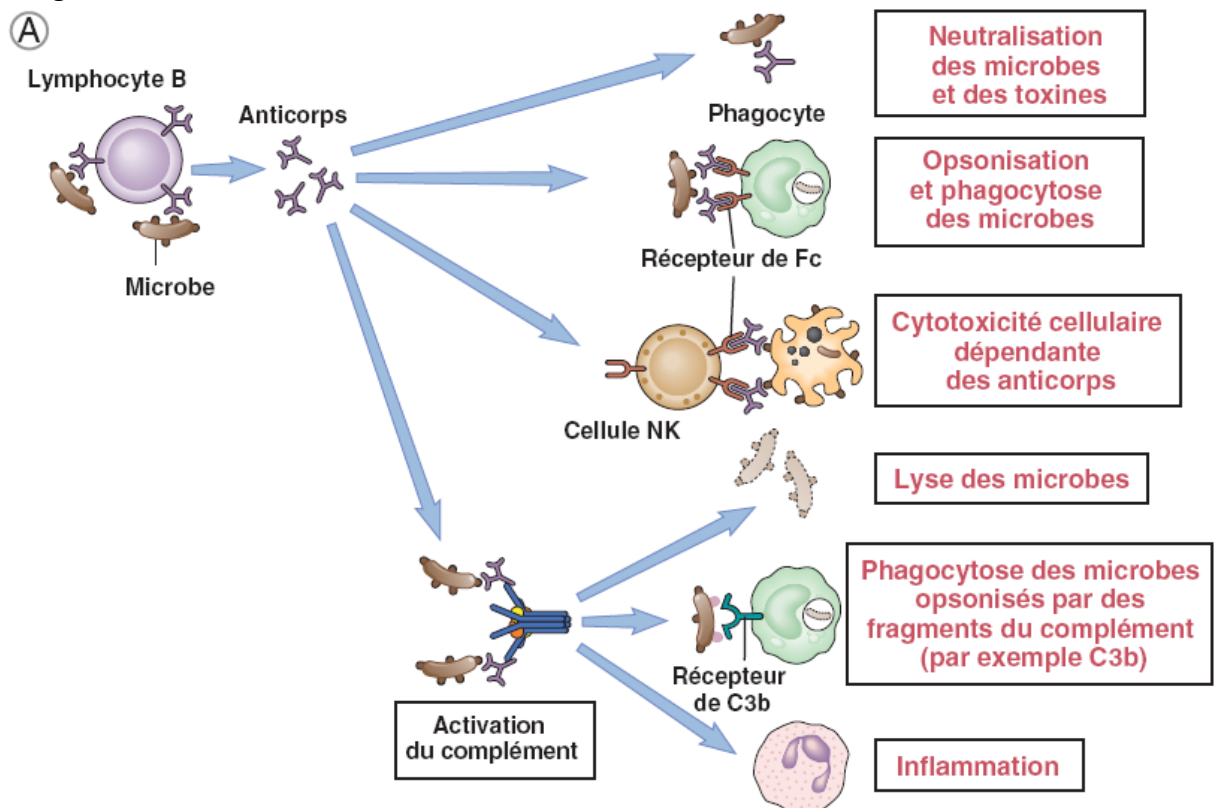 A
Lymphocyte B
Anticorps
Microbe
Neutralisation
des microbes
et des toxines
Phagocyte
Opsonisation
et phagocytose
des microbes
Récepteur de Fc
Cytotoxicité cellulaire
dépendante
des anticorps
Cellule NK
Lyse des microbes
Phagocytose des microbes
opsonisés par des
fragments du complément
(par exemple C3b)
Récepteur
de C3b
Activation
du complément
Inflammation